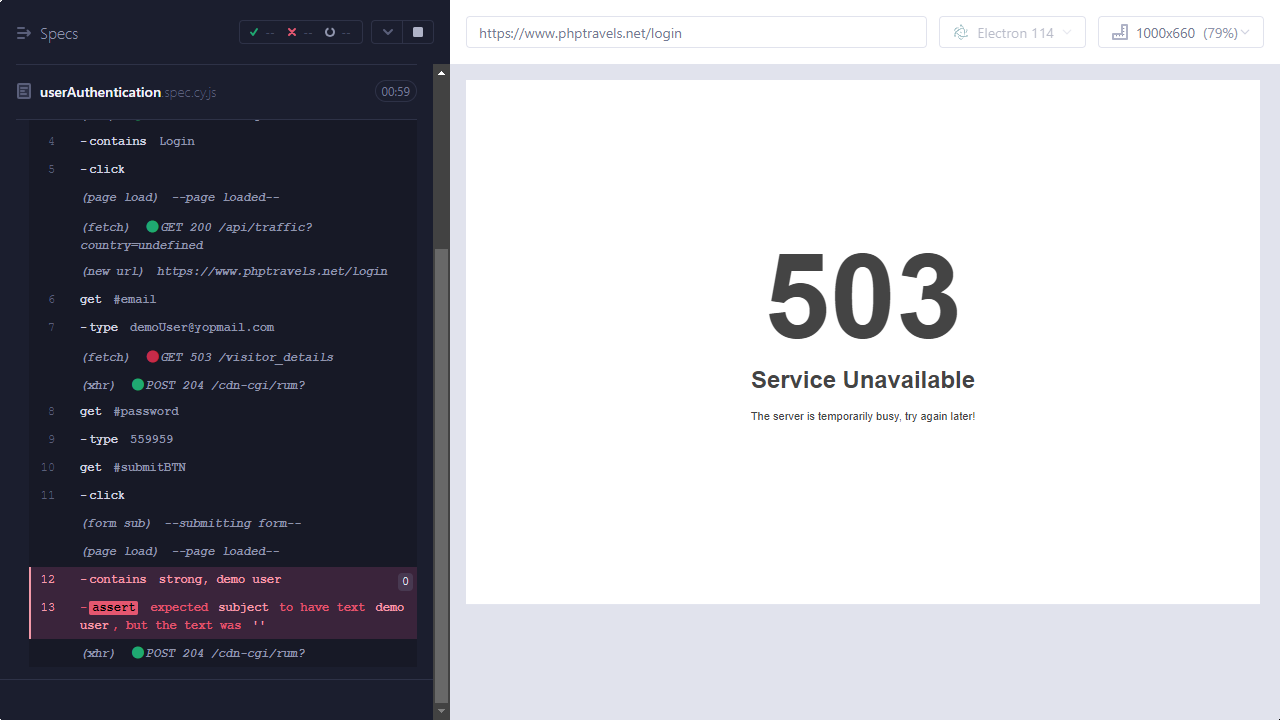 Specs
-- -- --
https://www.phptravels.net/login
Electron 114
1000x660 (79%)
userAuthentication.spec.cy.js
00:59
4 -contains Login
5 -click
(page load) --page loaded--
(fetch) GET 200 /api/traffic?
country=undefined
(new url) https://www.phptravels.net/login
6 get #email
7 -type demoUser@yopmail.com
(fetch) GET 503 /visitor_details
(xhr) POST 204 /cdn-cgi/rum?
8 get #password
9 -type 559959
10 get #submitBTN
11 -click
(form sub) --submitting form--
(page load) --page loaded--
12 -contains strong, demo user 0
13 -assert expected subject to have text demo
user, but the text was ''
(xhr) POST 204 /cdn-cgi/rum?
503
Service Unavailable
The server is temporarily busy, try again later!